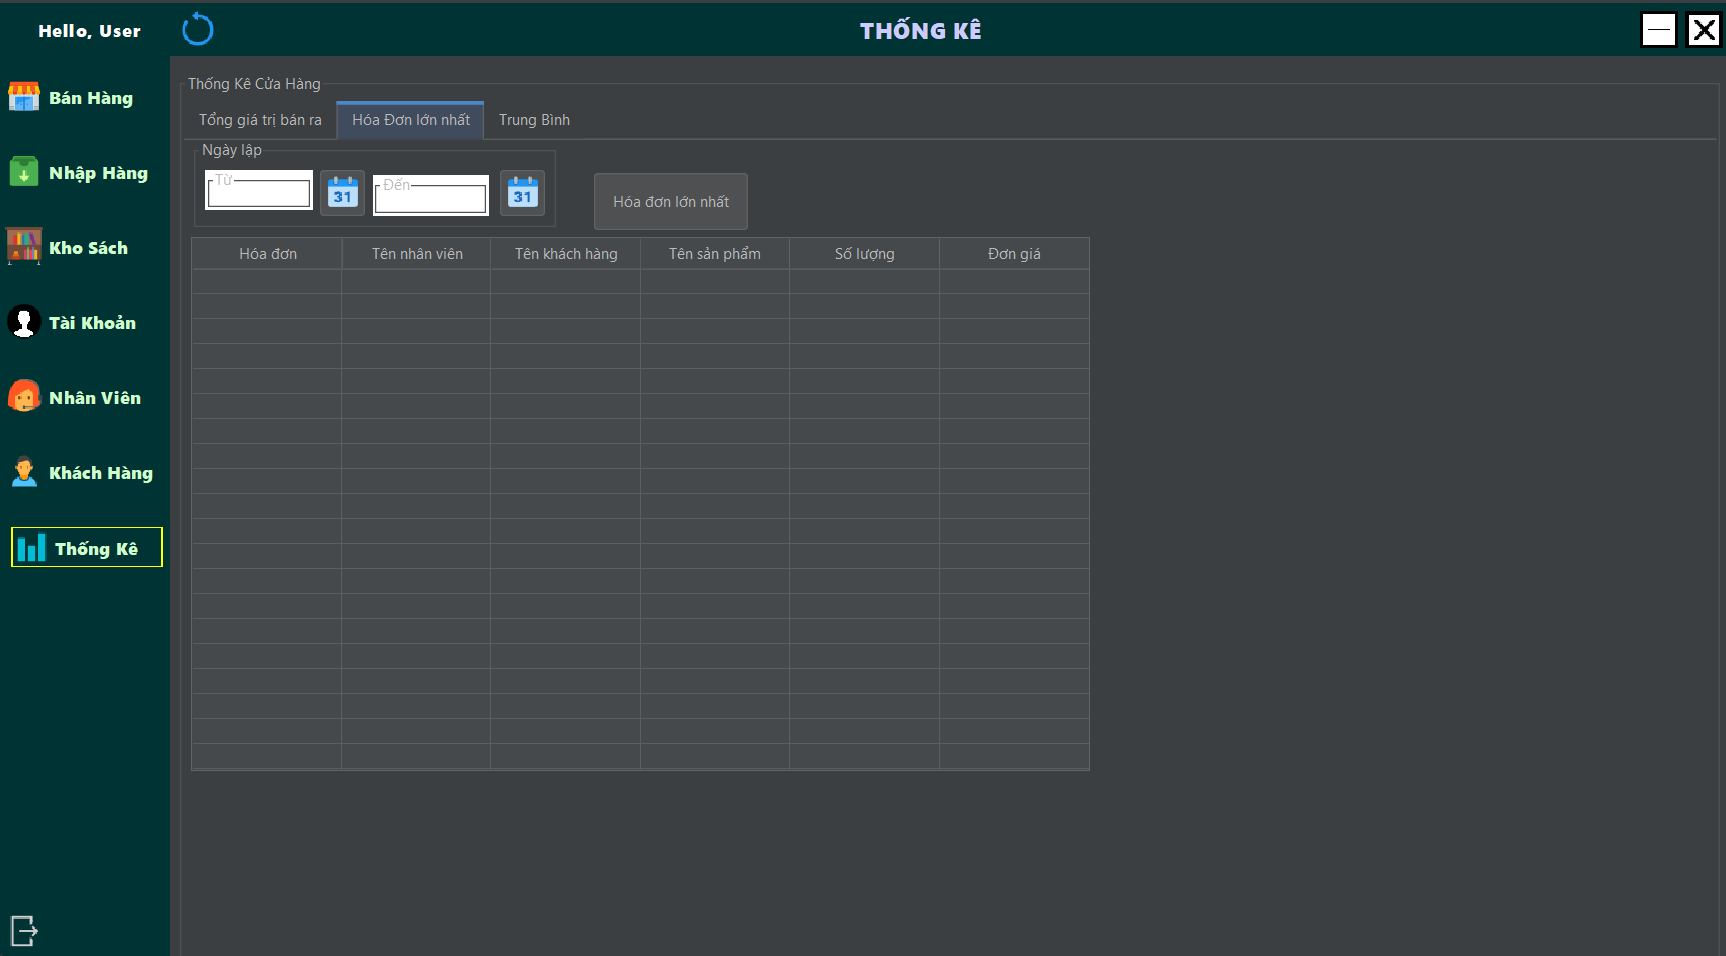 Hello, User
THỐNG KÊ
Bán Hàng
Nhập Hàng
Kho Sách
Tài Khoản
Nhân Viên
Khách Hàng
Thống Kê
Thống Kê Cửa Hàng
Tổng giá trị bán ra
Hóa Đơn lớn nhất
Trung Bình
Ngày lập
Từ
31
Đến
31
Hóa đơn lớn nhất
Hóa đơn
Tên nhân viên
Tên khách hàng
Tên sản phẩm
Số lượng
Đơn giá